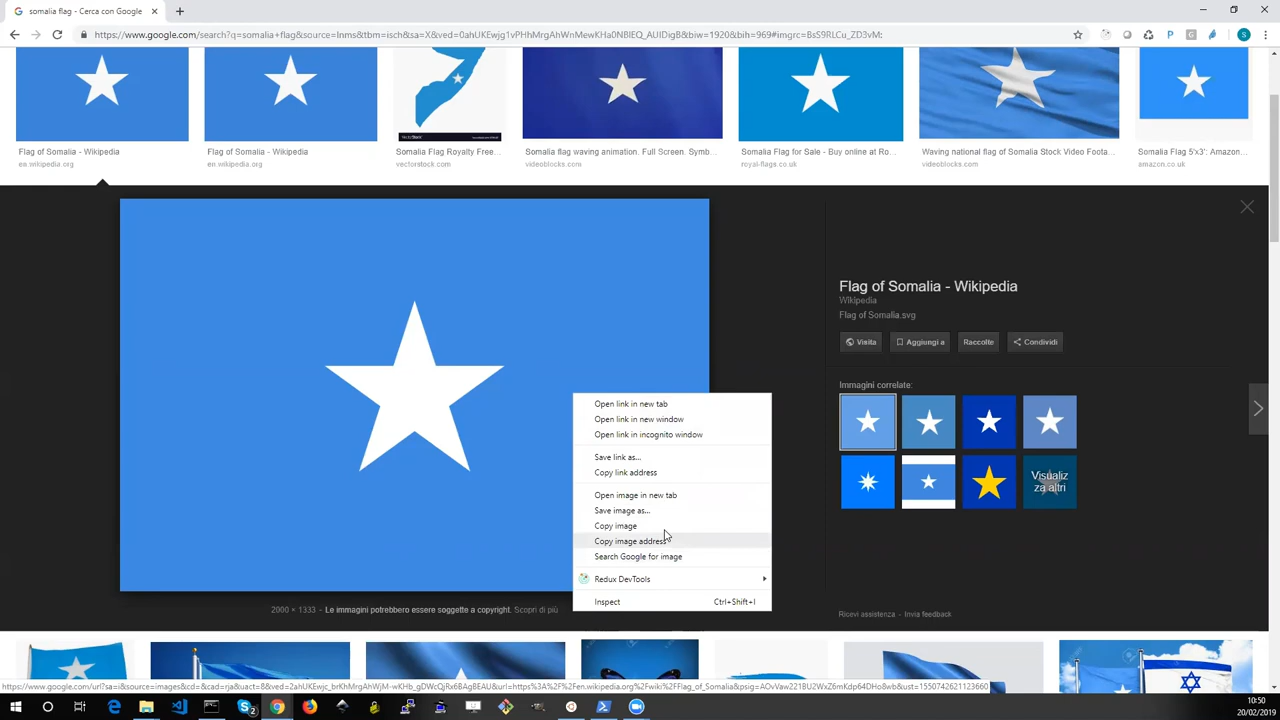 somalia flag - Cerca con Google
https://www.google.com/search?q=somalia+flag&source=lnms&tbm=isch&sa=X&ved=0ahUKEwjg1vPHhMrgAhWnMewKHa0NBIEQ_AUIDigB&biw=1920&bih=969#imgrc=BsS9RLCu_ZD3vM:
S
Flag of Somalia - Wikipedia
en.wikipedia.org
Flag of Somalia - Wikipedia
en.wikipedia.org
Somalia Flag Royalty Free...
vectorstock.com
Somalia flag waving animation. Full Screen. Symb...
videoblocks.com
Somalia Flag for Sale - Buy online at Ro...
royal-flags.co.uk
Waving national flag of Somalia Stock Video Foota...
videoblocks.com
Somalia Flag 5'x3': Amazon...
amazon.co.uk
Flag of Somalia - Wikipedia
Wikipedia
Flag of Somalia.svg
Visita
Aggiungi a
Raccolte
Condividi
Immagini correlate:
Visualiz
za altri
Open link in new tab
Open link in new window
Open link in incognito window
Save link as...
Copy link address
Open image in new tab
Save image as...
Copy image
Copy image address
Search Google for image
Redux DevTools
Inspect Ctrl+Shift+I
2000 × 1333 - Le immagini potrebbero essere soggette a copyright. Scopri di più
Ricevi assistenza - Invia feedback
10:50
20/02/2019